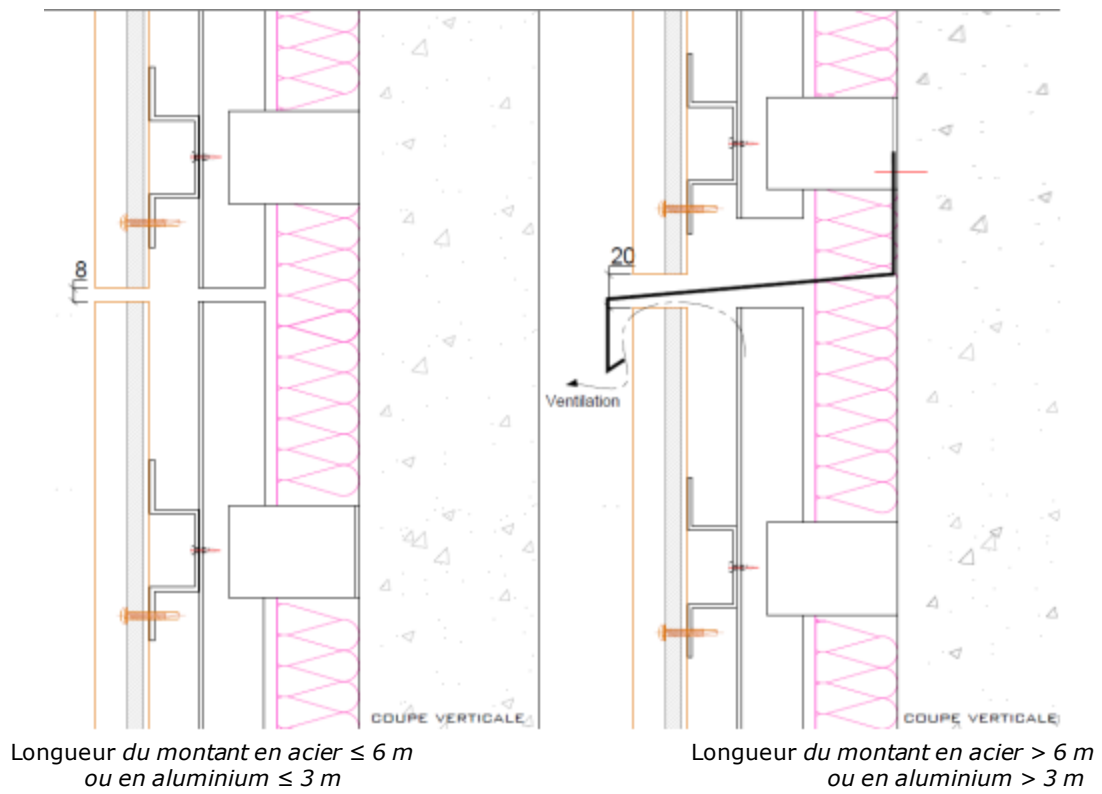 8
20
Ventilation
COUPE VERTICALE
COUPE VERTICALE
Longueur du montant en acier ≤ 6 m
ou en aluminium ≤ 3 m
Longueur du montant en acier > 6 m
ou en aluminium > 3 m